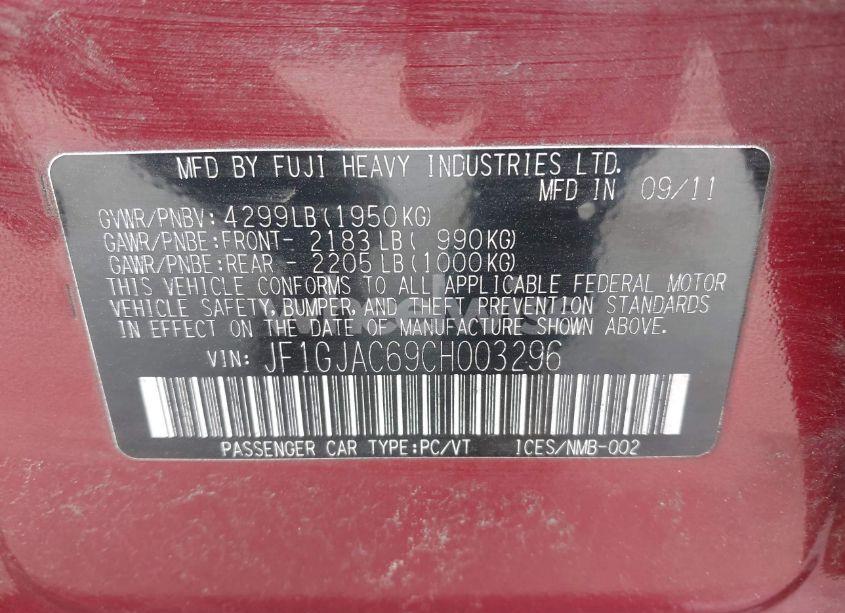 MFD BY FUJI HEAVY INDUSTRIES LTD.
MFD IN 09/11
GVWR/PNBV: 4299LB(1950KG)
GAWR/PNBE:FRONT- 2183LB( 990KG)
GAWR/PNBE:REAR - 2205LB(1000KG)
THIS VEHICLE CONFORMS TO ALL APPLICABLE FEDERAL MOTOR
VEHICLE SAFETY,BUMPER,AND THEFT PREVENTION STANDARDS
IN EFFECT ON THE DATE OF MANUFACTURE SHOWN ABOVE.
VIN: JF1GJAC69CH003296
PASSENGER CAR TYPE:PC/VT ICES/NMB-002